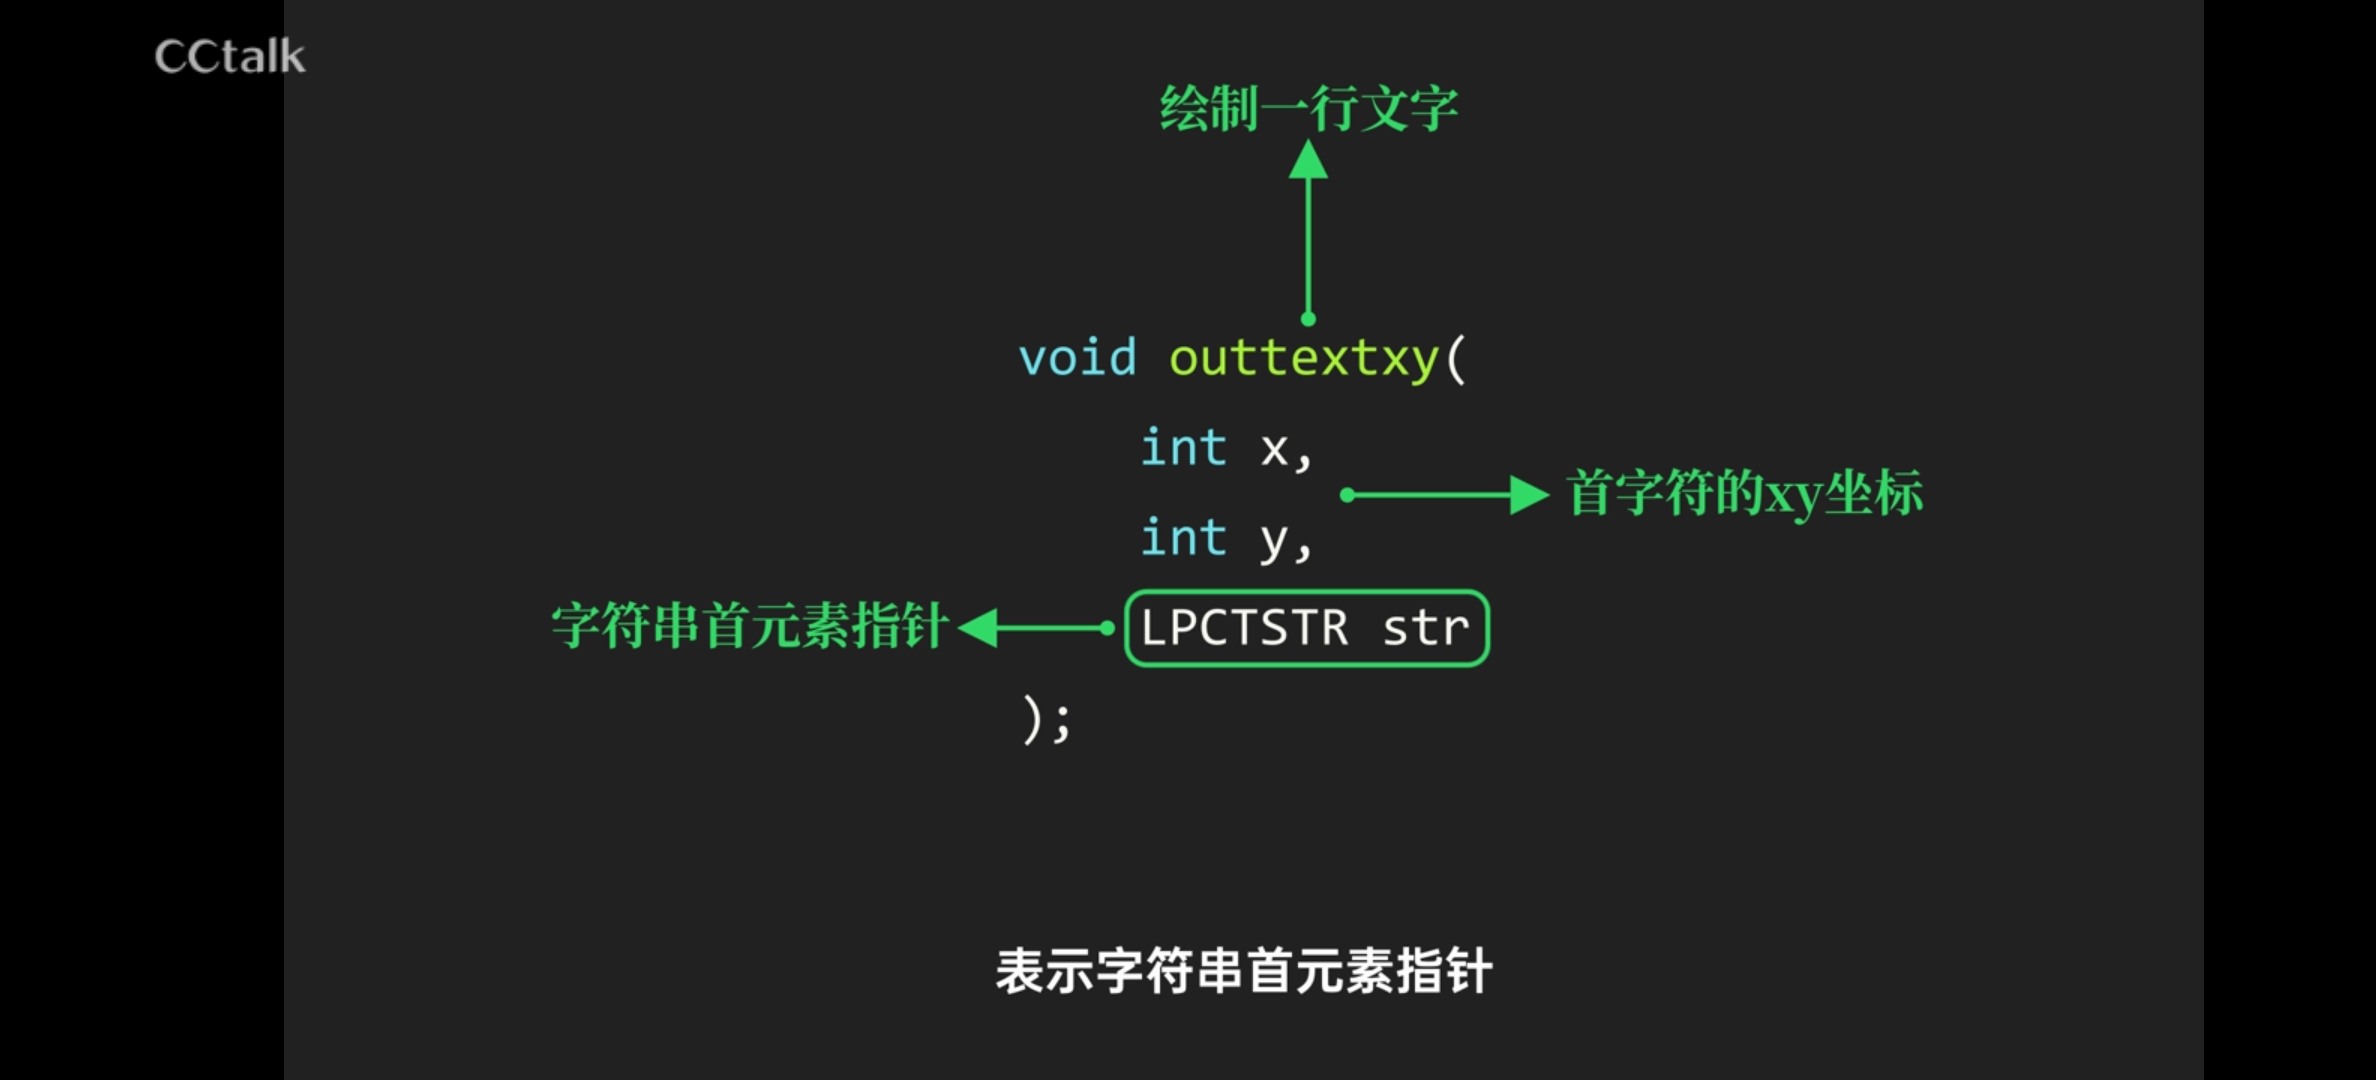 CCtalk
绘制一行文字
void outtextxy(
int x,
int y,
首字符的xy坐标
字符串首元素指针
LPCTSTR str
);
表示字符串首元素指针